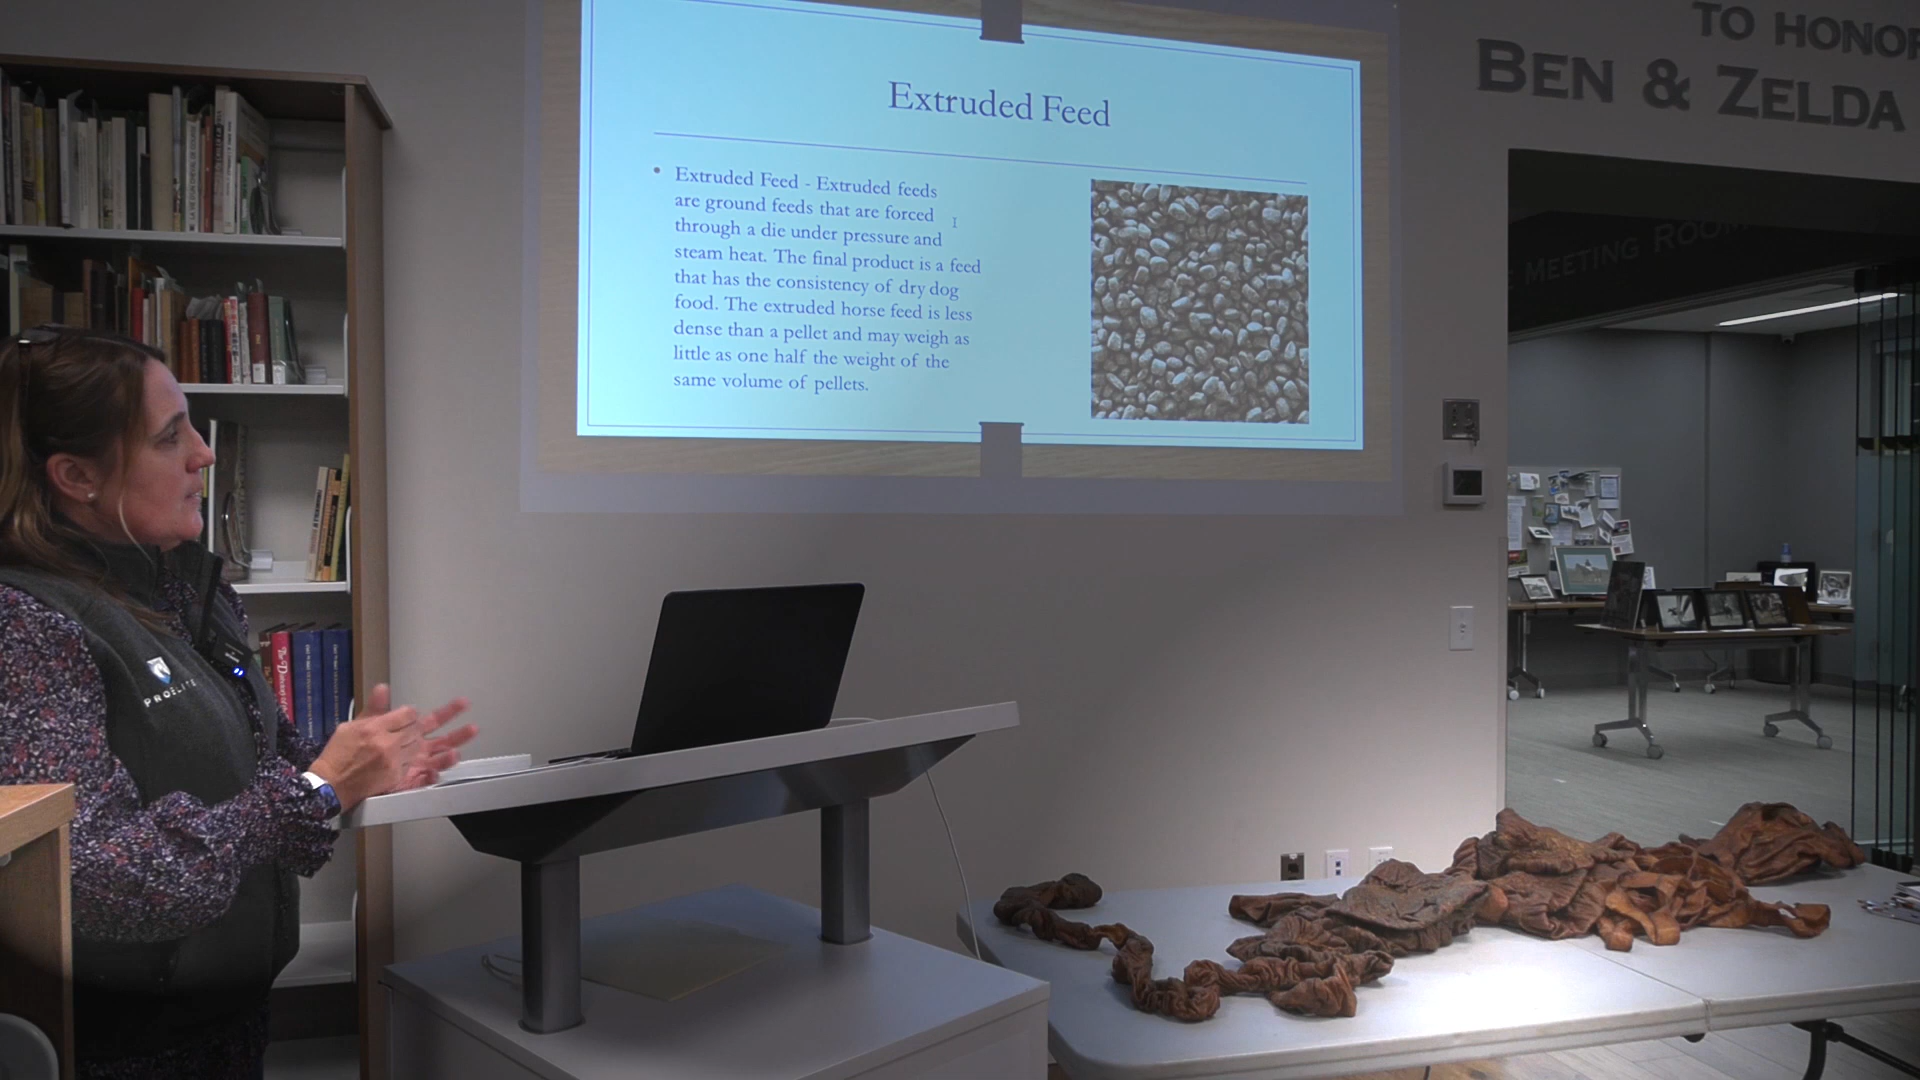 TO HONOR
BEN & ZELDA
Extruded Feed
• Extruded Feed - Extruded feeds
are ground feeds that are forced
through a die under pressure and
steam heat. The final product is a feed
that has the consistency of dry dog
food. The extruded horse feed is less
dense than a pellet and may weigh as
little as one half the weight of the
same volume of pellets.
MEETING ROOM
PROELITE